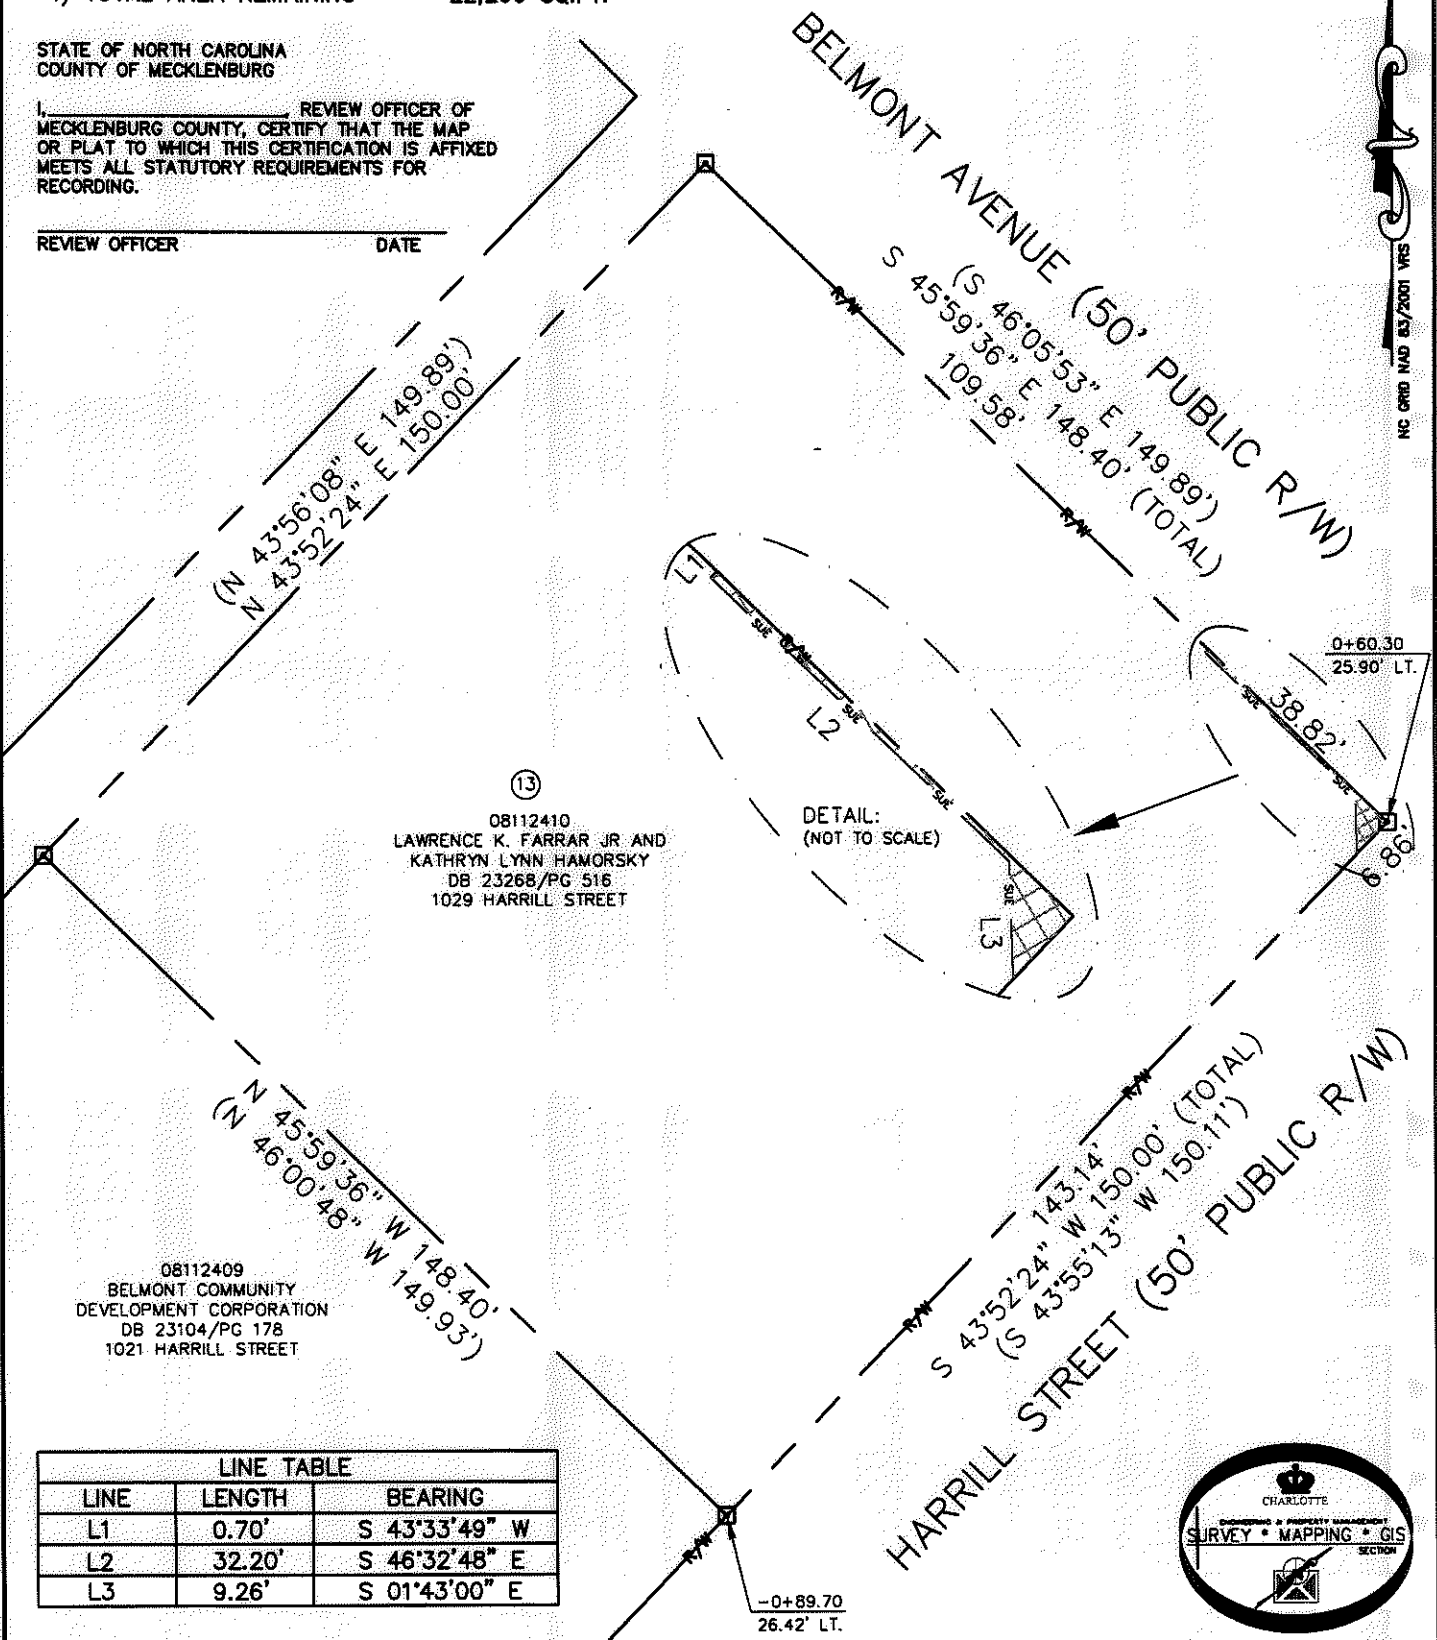 STATE OF NORTH CAROLINA
COUNTY OF MECKLENBURG
I, REVIEW OFFICER OF
MECKLENBURG COUNTY, CERTIFY THAT THE MAP
OR PLAT TO WHICH THIS CERTIFICATION IS AFFIXED
MEETS ALL STATUTORY REQUIREMENTS FOR
RECORDING.
REVIEW OFFICER DATE
BELMONT AVENUE (50' PUBLIC R/W)
(S 46°05'53" E 149.89')
S 45°59'36" E 148.40' (TOTAL)
109.58'
R/W
R/W
NC GRID NAD 83/2001 VRS
(N 43°56'08" E 149.89')
N 43°52'24" E 150.00'
L1
SUE
R/W
L2
SUE
SUE
SUE
L3
DETAIL:
(NOT TO SCALE)
0+60.30
25.90' LT.
SUE
38.82'
SUE
6.86'
13
08112410
LAWRENCE K. FARRAR JR AND
KATHRYN LYNN HAMORSKY
DB 23268/PG 516
1029 HARRILL STREET
N 45°59'36" W 148.40'
(N 46°00'48" W 149.93')
R/W
143.14'
S 43°52'24" W 150.00' (TOTAL)
(S 43°55'13" W 150.11')
R/W
HARRILL STREET (50' PUBLIC R/W)
08112409
BELMONT COMMUNITY
DEVELOPMENT CORPORATION
DB 23104/PG 178
1021 HARRILL STREET
R/W
-0+89.70
26.42' LT.
LINE TABLE
LINE LENGTH BEARING
L1 0.70' S 43°33'49" W
L2 32.20' S 46°32'48" E
L3 9.26' S 01°43'00" E
CHARLOTTE
ENGINEERING & PROPERTY MANAGEMENT
SURVEY * MAPPING * GIS
SECTION